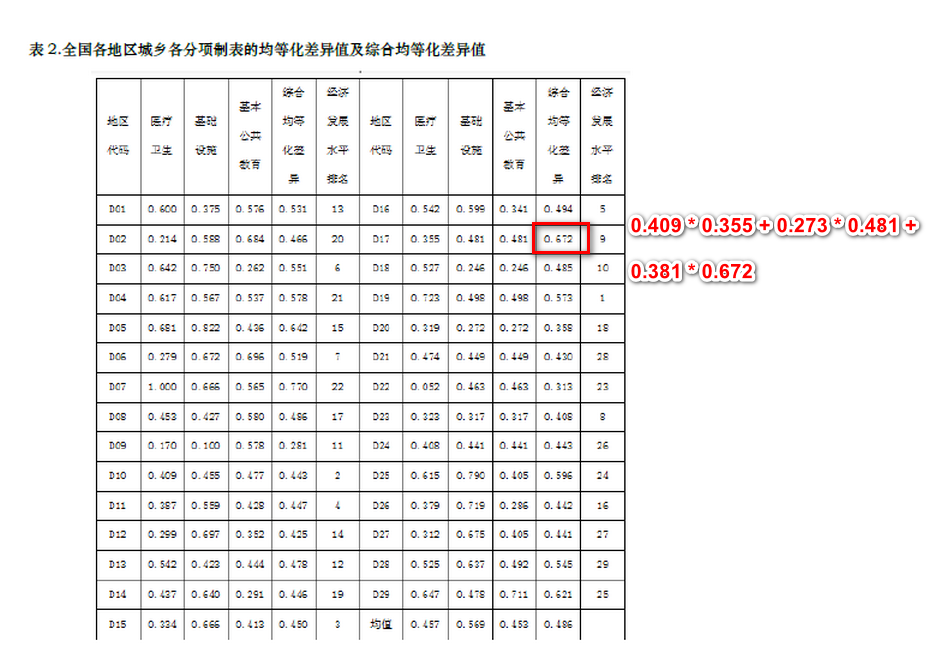 表 2.全国各地区城乡各分项制表的均等化差异值及综合均等化差异值
地区代码 医疗卫生 基础设施 基本公共教育 综合均等化差异 经济发展水平排名 地区代码 医疗卫生 基础设施 基本公共教育 综合均等化差异 经济发展水平排名
D01 0.600 0.375 0.576 0.531 13 D16 0.542 0.599 0.341 0.494 5
D02 0.214 0.588 0.684 0.466 20 D17 0.355 0.481 0.481 0.672 9
D03 0.642 0.750 0.262 0.551 6 D18 0.527 0.246 0.246 0.485 10
D04 0.617 0.567 0.537 0.578 21 D19 0.723 0.498 0.498 0.573 1
D05 0.681 0.822 0.436 0.642 15 D20 0.319 0.272 0.272 0.358 18
D06 0.279 0.672 0.696 0.519 7 D21 0.474 0.449 0.449 0.430 28
D07 1.000 0.666 0.565 0.770 22 D22 0.052 0.463 0.463 0.313 23
D08 0.453 0.427 0.580 0.486 17 D23 0.323 0.317 0.317 0.408 8
D09 0.170 0.100 0.578 0.281 11 D24 0.408 0.441 0.441 0.443 26
D10 0.409 0.455 0.477 0.443 2 D25 0.615 0.790 0.405 0.596 24
D11 0.387 0.559 0.428 0.447 4 D26 0.379 0.719 0.286 0.442 16
D12 0.299 0.697 0.352 0.425 14 D27 0.312 0.675 0.405 0.441 27
D13 0.542 0.423 0.444 0.478 12 D28 0.525 0.637 0.492 0.545 29
D14 0.437 0.640 0.291 0.446 19 D29 0.647 0.478 0.711 0.621 25
D15 0.334 0.666 0.413 0.450 3 均值 0.457 0.569 0.453 0.486
0.409 * 0.355 + 0.273 * 0.481 +
0.381 * 0.672